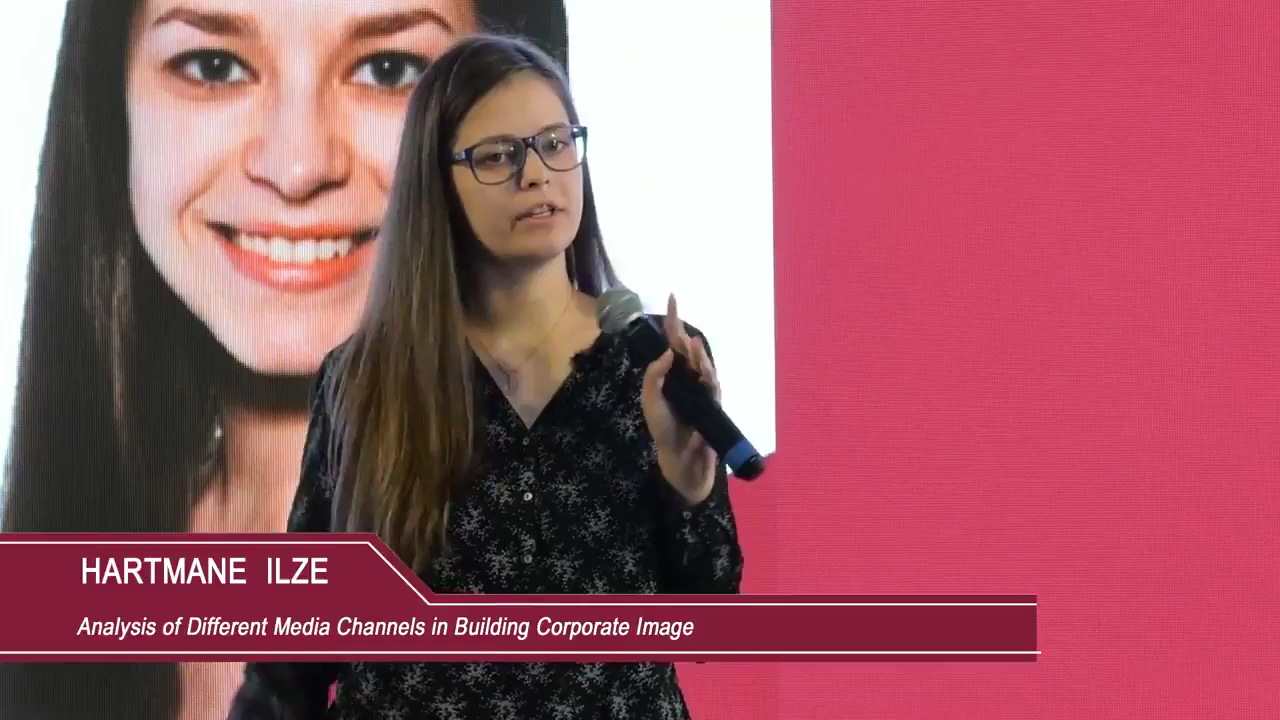 HARTMANE ILZE
Analysis of Different Media Channels in Building Corporate Image